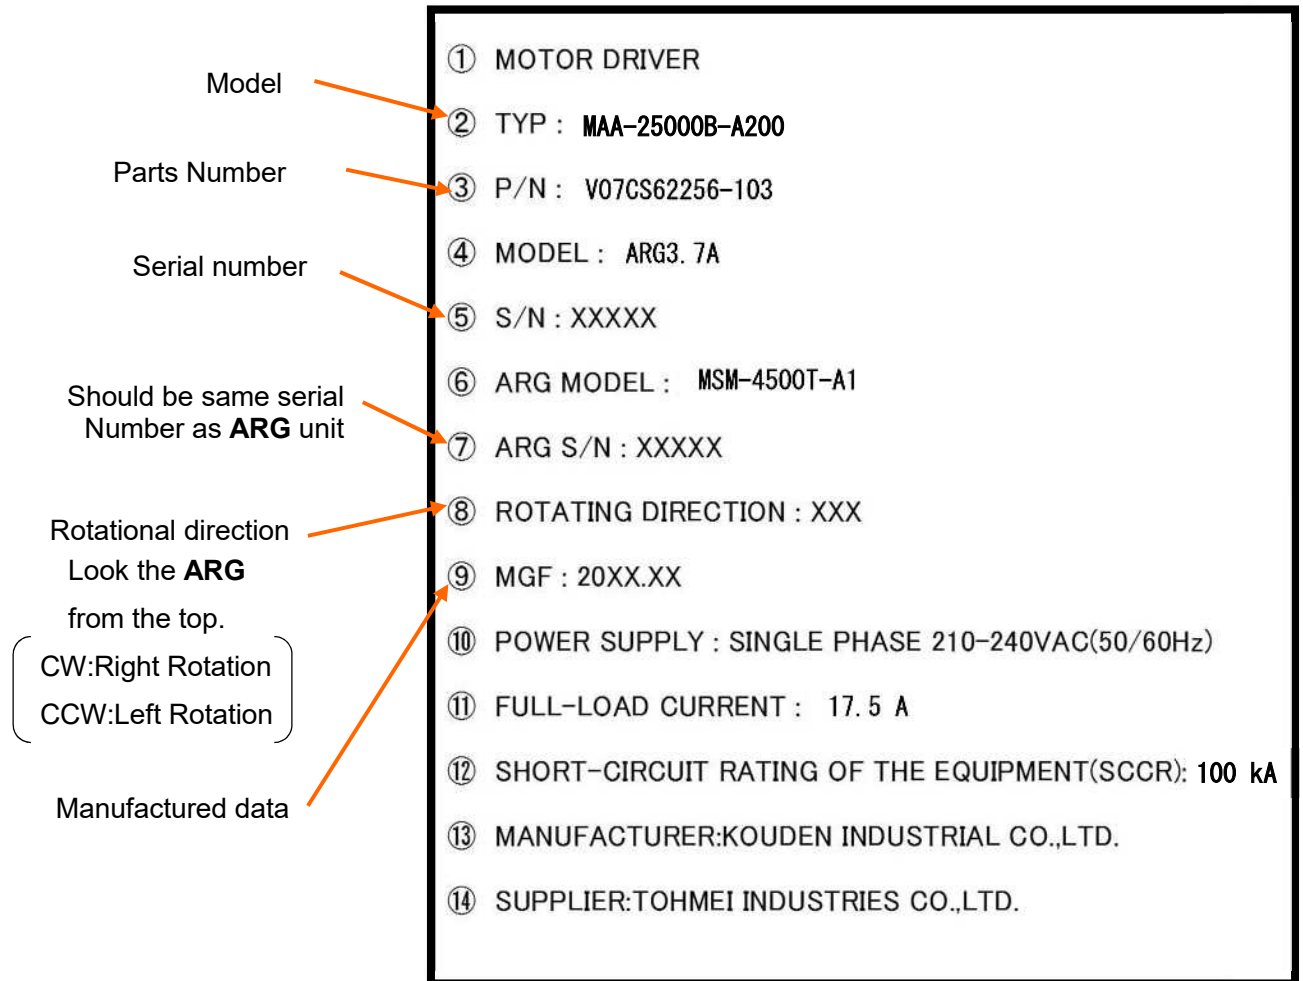 Model
Parts Number
Serial number
Should be same serial
Number as ARG unit
Rotational direction
Look the ARG
from the top.
CW:Right Rotation
CCW:Left Rotation
Manufactured data
① MOTOR DRIVER
② TYP : MAA-25000B-A200
③ P/N : V07CS62256-103
④ MODEL : ARG3.7A
⑤ S/N : XXXXX
⑥ ARG MODEL : MSM-4500T-A1
⑦ ARG S/N : XXXXX
⑧ ROTATING DIRECTION : XXX
⑨ MGF : 20XX.XX
⑩ POWER SUPPLY : SINGLE PHASE 210-240VAC(50/60Hz)
⑪ FULL-LOAD CURRENT : 17.5 A
⑫ SHORT-CIRCUIT RATING OF THE EQUIPMENT(SCCR): 100 kA
⑬ MANUFACTURER:KOUDEN INDUSTRIAL CO.,LTD.
⑭ SUPPLIER:TOHMEI INDUSTRIES CO.,LTD.